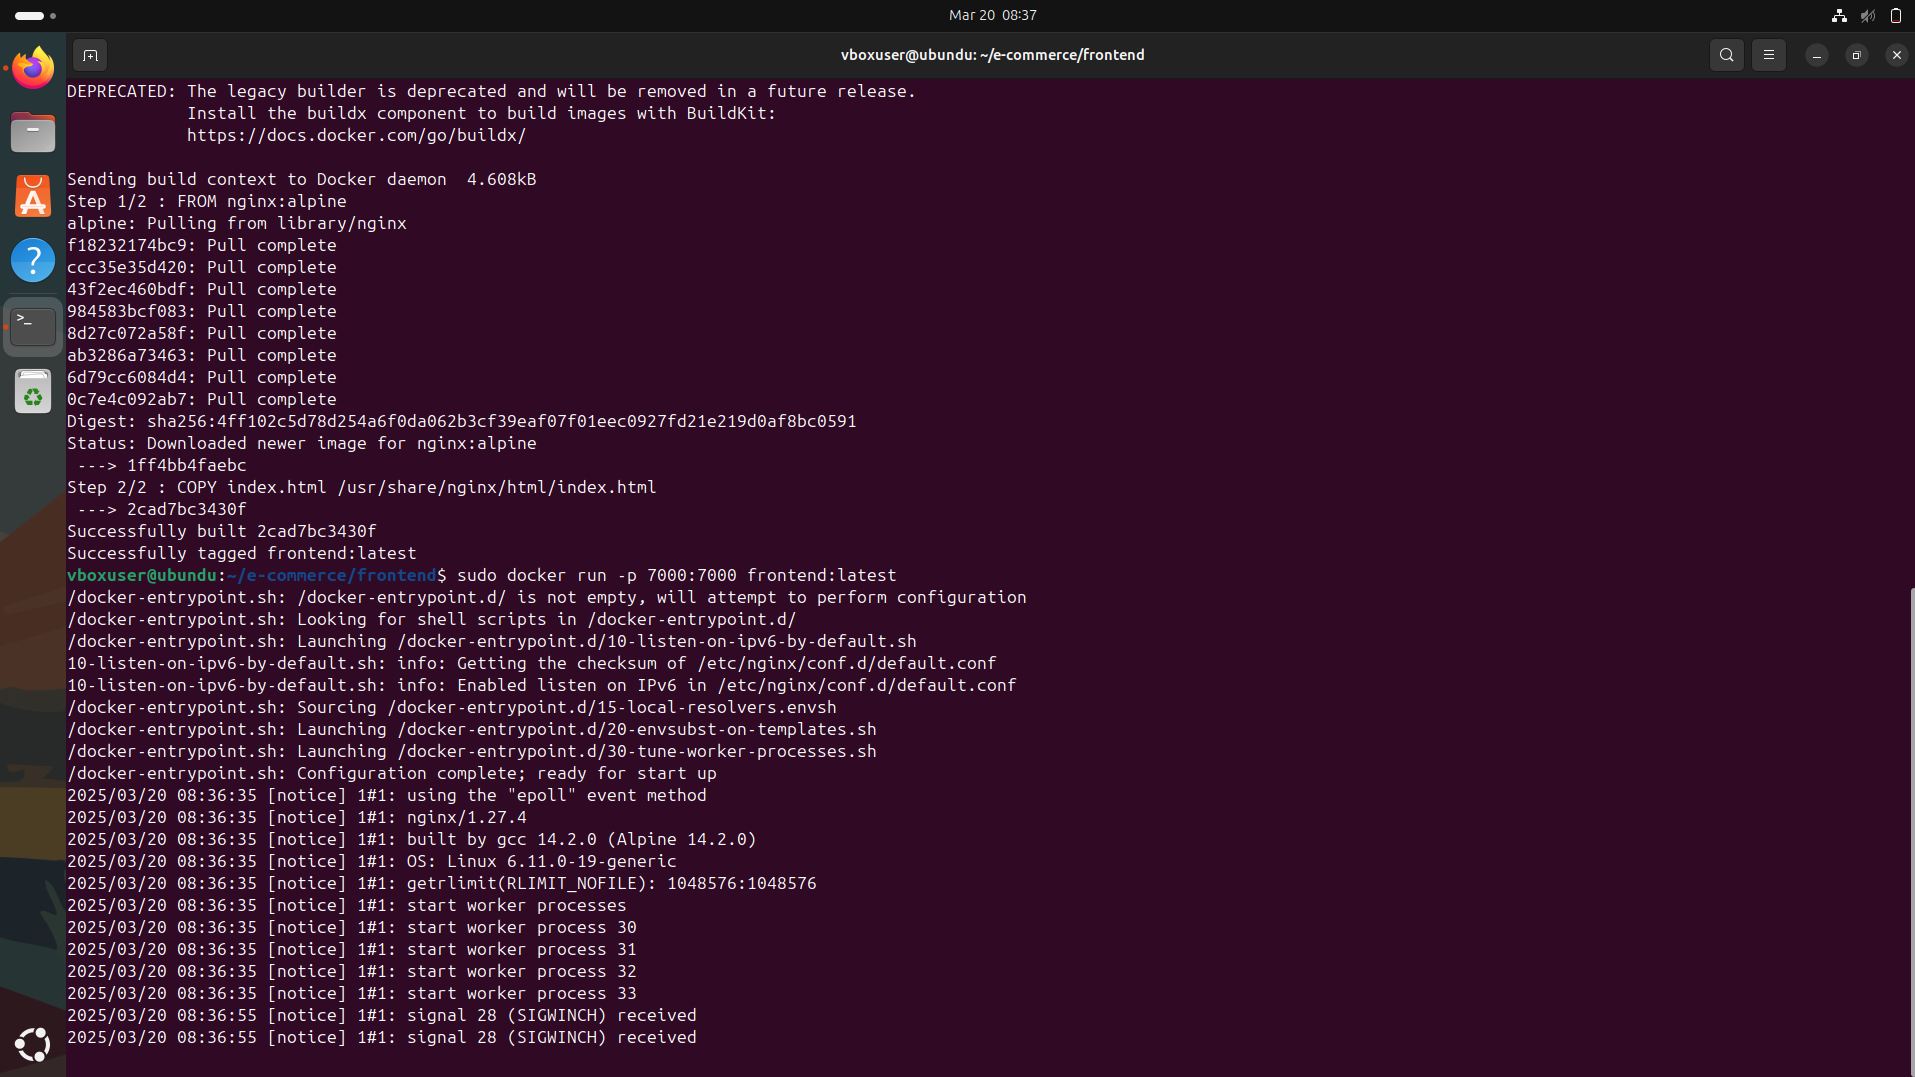 Mar 20 08:37
vboxuser@ubundu: ~/e-commerce/frontend
DEPRECATED: The legacy builder is deprecated and will be removed in a future release.
            Install the buildx component to build images with BuildKit:
            https://docs.docker.com/go/buildx/
Sending build context to Docker daemon  4.608kB
Step 1/2 : FROM nginx:alpine
alpine: Pulling from library/nginx
f18232174bc9: Pull complete
ccc35e35d420: Pull complete
43f2ec460bdf: Pull complete
984583bcf083: Pull complete
8d27c072a58f: Pull complete
ab3286a73463: Pull complete
6d79cc6084d4: Pull complete
0c7e4c092ab7: Pull complete
Digest: sha256:4ff102c5d78d254a6f0da062b3cf39eaf07f01eec0927fd21e219d0af8bc0591
Status: Downloaded newer image for nginx:alpine
 ---> 1ff4bb4faebc
Step 2/2 : COPY index.html /usr/share/nginx/html/index.html
 ---> 2cad7bc3430f
Successfully built 2cad7bc3430f
Successfully tagged frontend:latest
vboxuser@ubundu:~/e-commerce/frontend$ sudo docker run -p 7000:7000 frontend:latest
/docker-entrypoint.sh: /docker-entrypoint.d/ is not empty, will attempt to perform configuration
/docker-entrypoint.sh: Looking for shell scripts in /docker-entrypoint.d/
/docker-entrypoint.sh: Launching /docker-entrypoint.d/10-listen-on-ipv6-by-default.sh
10-listen-on-ipv6-by-default.sh: info: Getting the checksum of /etc/nginx/conf.d/default.conf
10-listen-on-ipv6-by-default.sh: info: Enabled listen on IPv6 in /etc/nginx/conf.d/default.conf
/docker-entrypoint.sh: Sourcing /docker-entrypoint.d/15-local-resolvers.envsh
/docker-entrypoint.sh: Launching /docker-entrypoint.d/20-envsubst-on-templates.sh
/docker-entrypoint.sh: Launching /docker-entrypoint.d/30-tune-worker-processes.sh
/docker-entrypoint.sh: Configuration complete; ready for start up
2025/03/20 08:36:35 [notice] 1#1: using the "epoll" event method
2025/03/20 08:36:35 [notice] 1#1: nginx/1.27.4
2025/03/20 08:36:35 [notice] 1#1: built by gcc 14.2.0 (Alpine 14.2.0)
2025/03/20 08:36:35 [notice] 1#1: OS: Linux 6.11.0-19-generic
2025/03/20 08:36:35 [notice] 1#1: getrlimit(RLIMIT_NOFILE): 1048576:1048576
2025/03/20 08:36:35 [notice] 1#1: start worker processes
2025/03/20 08:36:35 [notice] 1#1: start worker process 30
2025/03/20 08:36:35 [notice] 1#1: start worker process 31
2025/03/20 08:36:35 [notice] 1#1: start worker process 32
2025/03/20 08:36:35 [notice] 1#1: start worker process 33
2025/03/20 08:36:55 [notice] 1#1: signal 28 (SIGWINCH) received
2025/03/20 08:36:55 [notice] 1#1: signal 28 (SIGWINCH) received